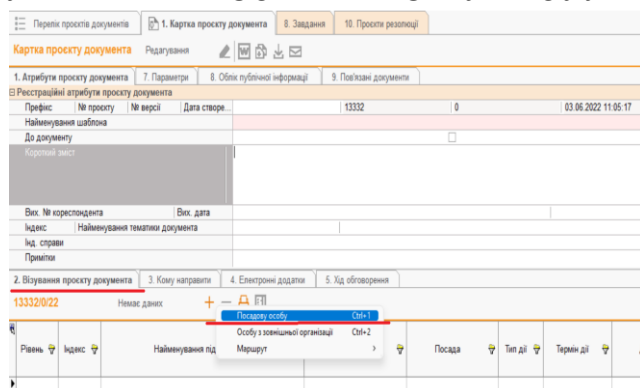 Перелік проєктів документів 1. Картка проєкту документа 8. Завдання 10. Проєкти резолюції
Картка проєкту документа Редагування
1. Атрибути проєкту документа 7. Параметри 8. Облік публічної інформації 9. Пов'язані документи
Реєстраційні атрибути проєкту документа
Префікс № проєкту № версії Дата створе... 13332 0 03.06.2022 11:05:17
Найменування шаблона
До документу
Короткий зміст
Вих. № кореспондента Вих. дата
Індекс Найменування тематики документа
Інд. справи
Примітки
2. Візування проєкту документа 3. Кому направити 4. Електронні додатки 5. Хід обговорення
13332/0/22 Немає даних
Посадову особу Ctrl+1
Особу з зовнішньої організації Ctrl+2
Рівень Індекс Найменування під Маршрут Посада Тип дії Термін дії